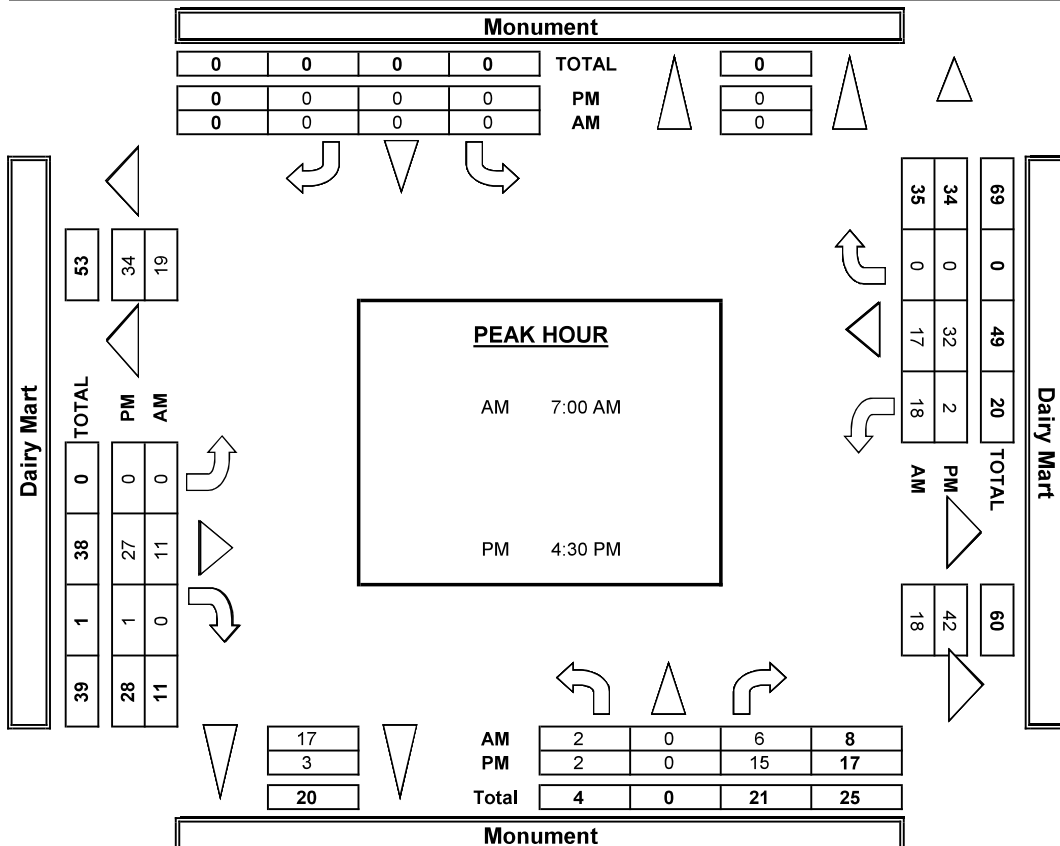 Monument
0 0 0 0 TOTAL 0
0 0 0 0 PM 0
0 0 0 0 AM 0
Dairy Mart
53
34
19
TOTAL
PM
AM
0 38 1 39
0 27 1 28
0 11 0 11
PEAK HOUR
AM 7:00 AM
PM 4:30 PM
35 0 17 18 AM 18
34 0 32 2 PM 42
69 0 49 20 TOTAL 60
Dairy Mart
17 AM 2 0 6 8
3 PM 2 0 15 17
20 Total 4 0 21 25
Monument